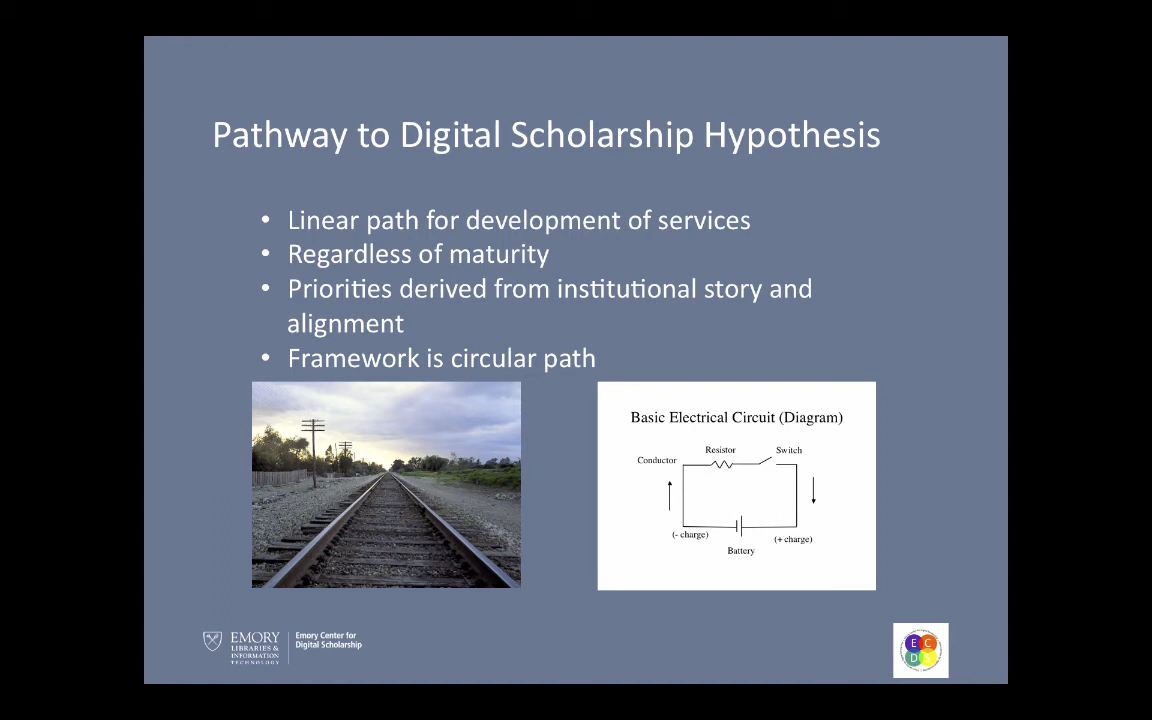 Pathway to Digital Scholarship Hypothesis
• Linear path for development of services
• Regardless of maturity
• Priorities derived from institutional story and
alignment
• Framework is circular path
Basic Electrical Circuit (Diagram)
Resistor
Switch
Conductor
(- charge)
(+ charge)
Battery
EMORY
LIBRARIES &
INFORMATION
TECHNOLOGY
Emory Center for
Digital Scholarship
E C
D S